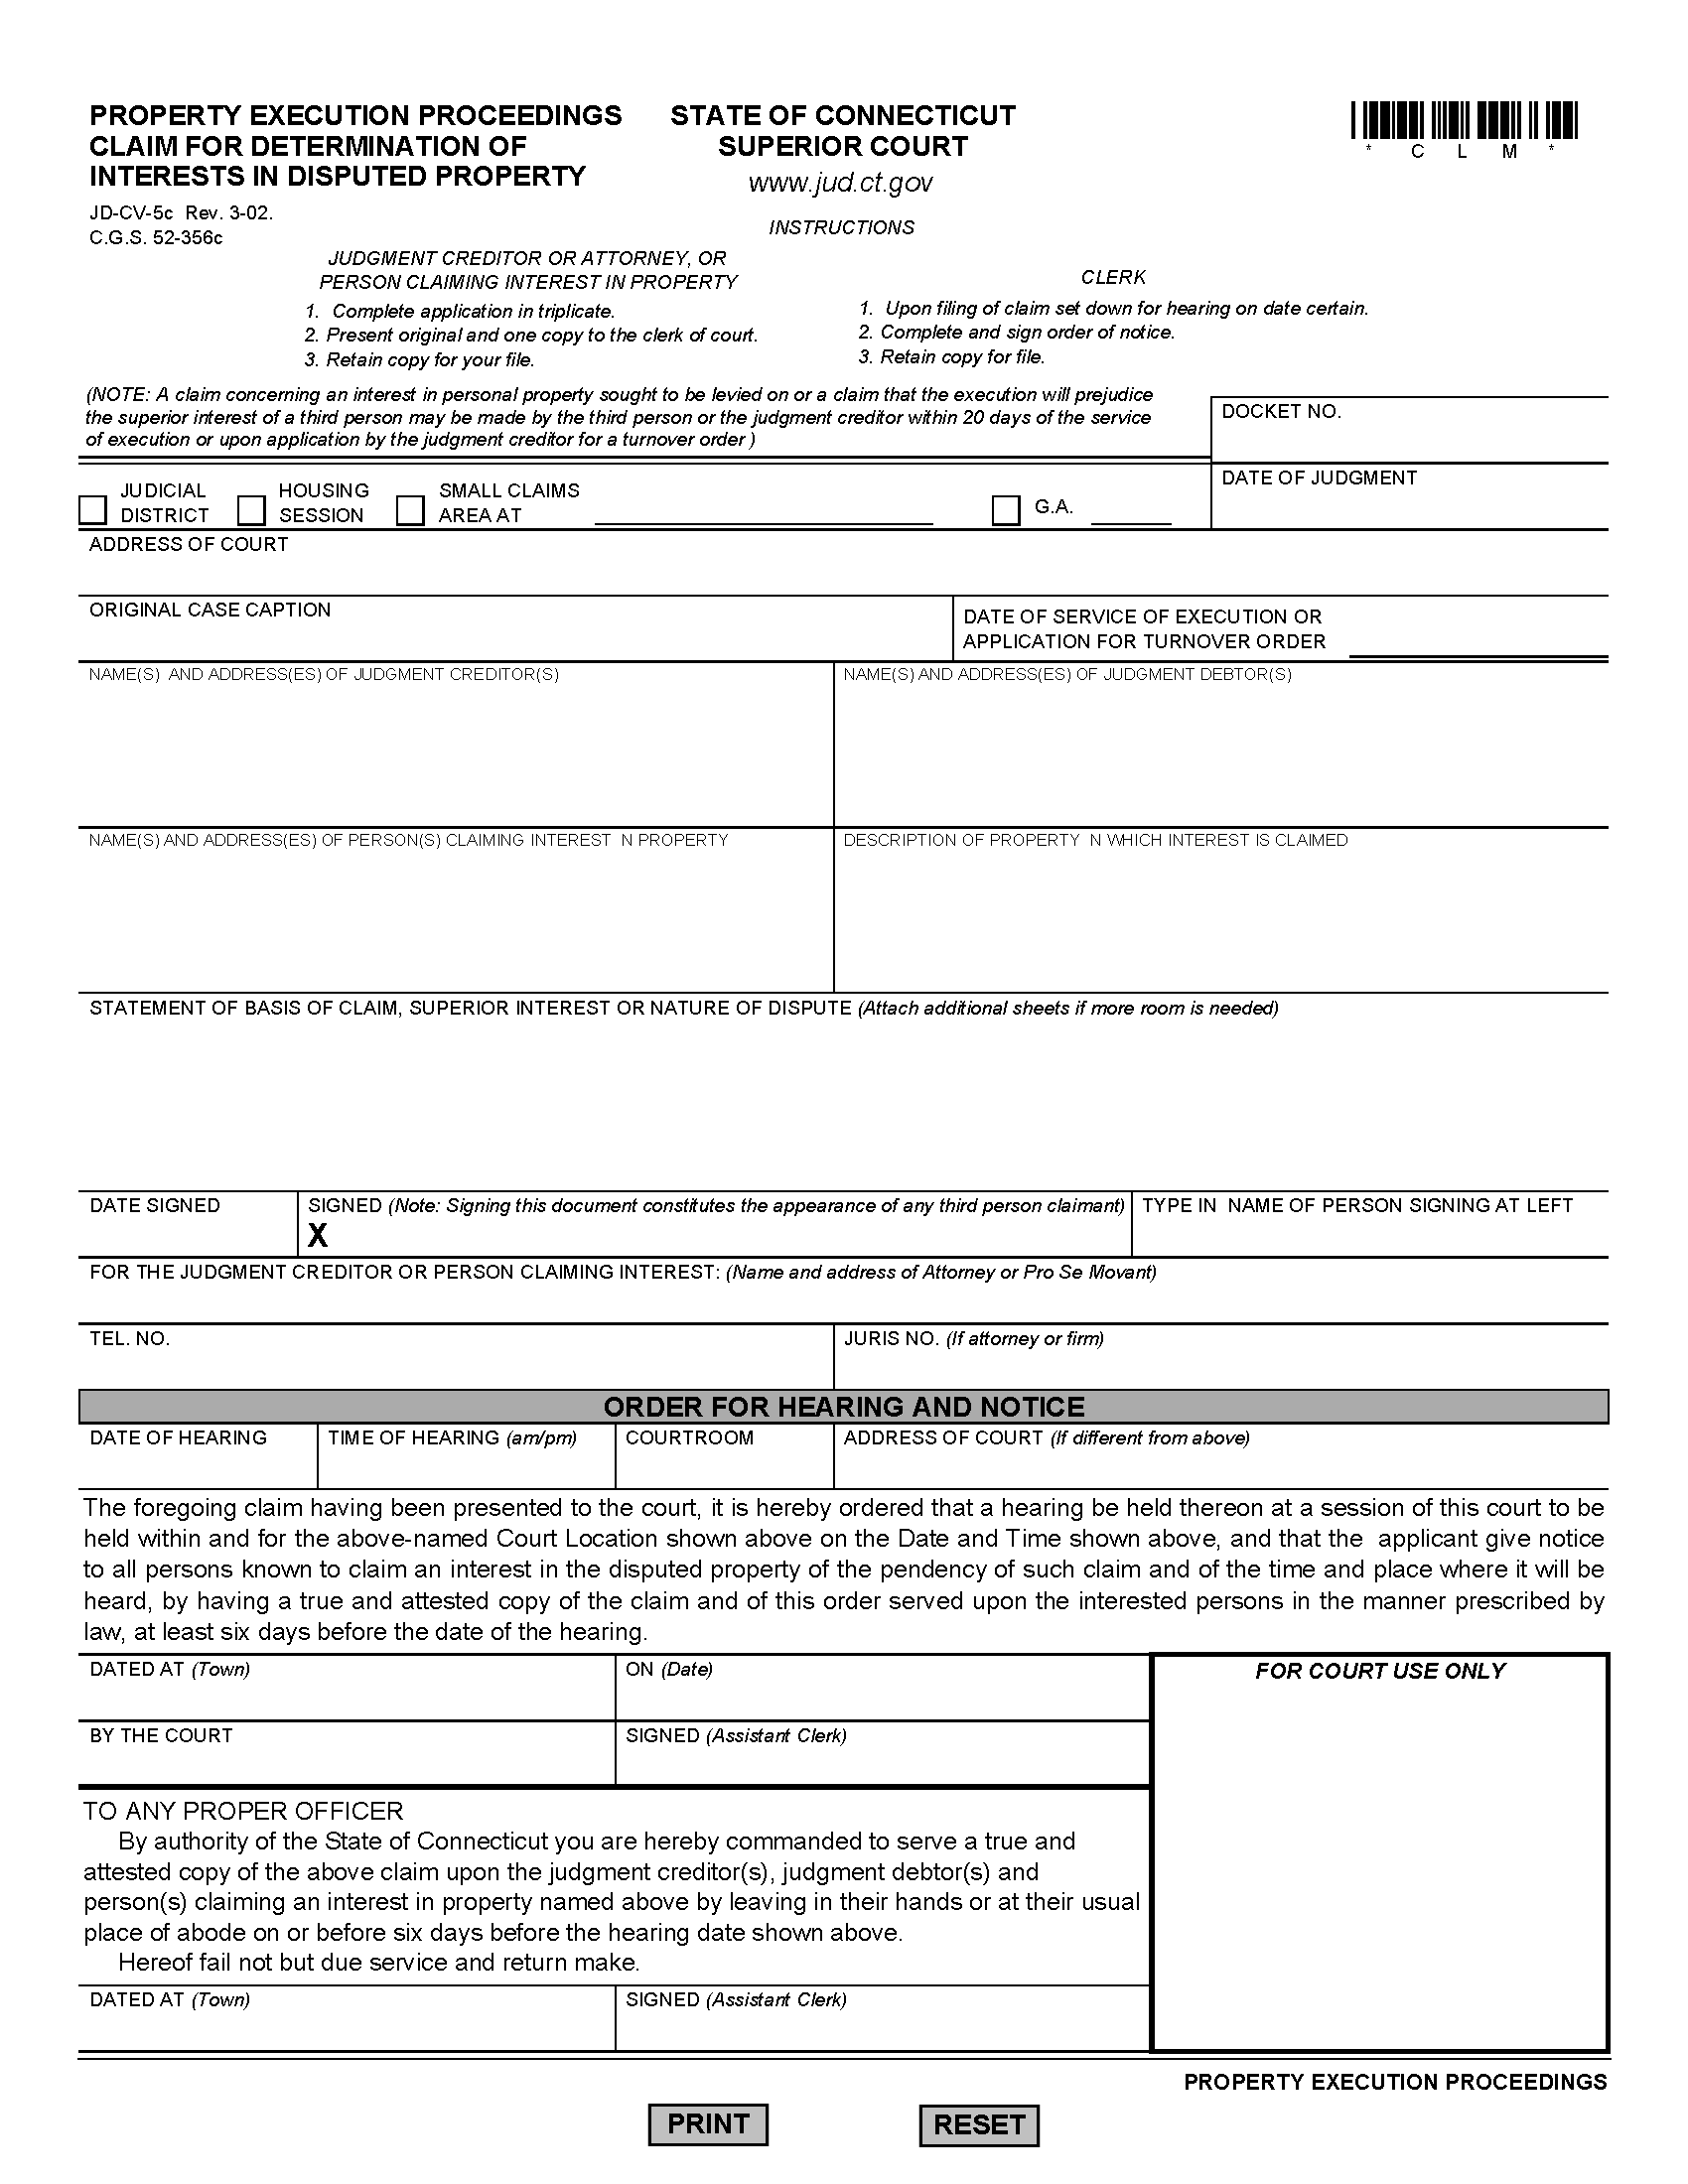 PROPERTY EXECUTION PROCEEDINGS
CLAIM FOR DETERMINATION OF
INTERESTS IN DISPUTED PROPERTY
JD-CV-5c Rev. 3-02.
C.G.S. 52-356c
STATE OF CONNECTICUT
SUPERIOR COURT
www.jud.ct.gov
* C L M *
INSTRUCTIONS
JUDGMENT CREDITOR OR ATTORNEY, OR
PERSON CLAIMING INTEREST IN PROPERTY
1. Complete application in triplicate.
2. Present original and one copy to the clerk of court.
3. Retain copy for your file.
CLERK
1. Upon filing of claim set down for hearing on date certain.
2. Complete and sign order of notice.
3. Retain copy for file.
(NOTE: A claim concerning an interest in personal property sought to be levied on or a claim that the execution will prejudice
the superior interest of a third person may be made by the third person or the judgment creditor within 20 days of the service
of execution or upon application by the judgment creditor for a turnover order )
DOCKET NO.
DATE OF JUDGMENT
JUDICIAL
DISTRICT
HOUSING
SESSION
SMALL CLAIMS
AREA AT
G.A.
ADDRESS OF COURT
ORIGINAL CASE CAPTION
DATE OF SERVICE OF EXECUTION OR
APPLICATION FOR TURNOVER ORDER
NAME(S) AND ADDRESS(ES) OF JUDGMENT CREDITOR(S)
NAME(S) AND ADDRESS(ES) OF JUDGMENT DEBTOR(S)
NAME(S) AND ADDRESS(ES) OF PERSON(S) CLAIMING INTEREST N PROPERTY
DESCRIPTION OF PROPERTY N WHICH INTEREST IS CLAIMED
STATEMENT OF BASIS OF CLAIM, SUPERIOR INTEREST OR NATURE OF DISPUTE (Attach additional sheets if more room is needed)
DATE SIGNED
SIGNED (Note: Signing this document constitutes the appearance of any third person claimant)
X
TYPE IN NAME OF PERSON SIGNING AT LEFT
FOR THE JUDGMENT CREDITOR OR PERSON CLAIMING INTEREST: (Name and address of Attorney or Pro Se Movant)
TEL. NO.
JURIS NO. (If attorney or firm)
ORDER FOR HEARING AND NOTICE
DATE OF HEARING
TIME OF HEARING (am/pm)
COURTROOM
ADDRESS OF COURT (If different from above)
The foregoing claim having been presented to the court, it is hereby ordered that a hearing be held thereon at a session of this court to be
held within and for the above-named Court Location shown above on the Date and Time shown above, and that the applicant give notice
to all persons known to claim an interest in the disputed property of the pendency of such claim and of the time and place where it will be
heard, by having a true and attested copy of the claim and of this order served upon the interested persons in the manner prescribed by
law, at least six days before the date of the hearing.
DATED AT (Town)
ON (Date)
FOR COURT USE ONLY
BY THE COURT
SIGNED (Assistant Clerk)
TO ANY PROPER OFFICER
By authority of the State of Connecticut you are hereby commanded to serve a true and
attested copy of the above claim upon the judgment creditor(s), judgment debtor(s) and
person(s) claiming an interest in property named above by leaving in their hands or at their usual
place of abode on or before six days before the hearing date shown above.
Hereof fail not but due service and return make.
DATED AT (Town)
SIGNED (Assistant Clerk)
PROPERTY EXECUTION PROCEEDINGS
PRINT
RESET